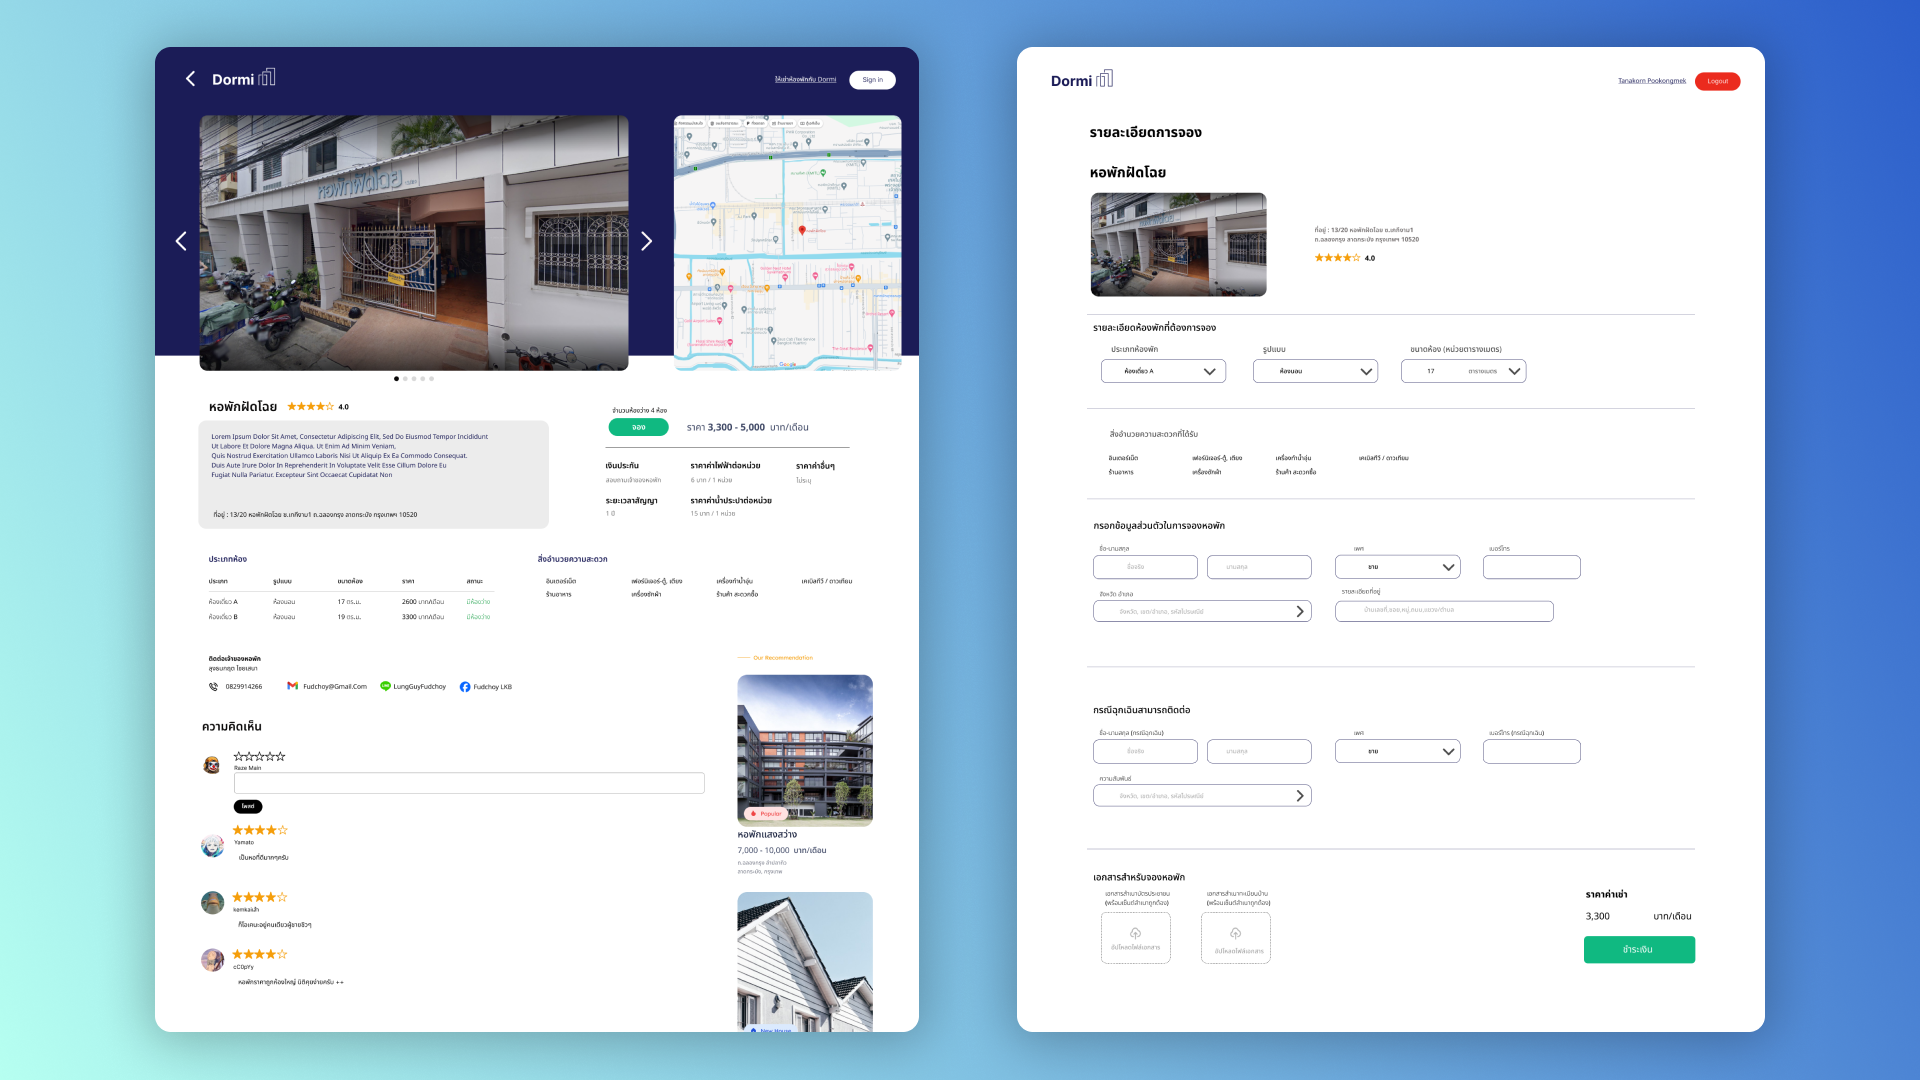 Dormi
ให้เช่าห้องพักกับ Dormi
Sign in
หอพักฝัดโฉย
Google
หอพักฝัดโฉย
4.0
Lorem Ipsum Dolor Sit Amet, Consectetur Adipiscing Elit, Sed Do Eiusmod Tempor Incididunt
Ut Labore Et Dolore Magna Aliqua. Ut Enim Ad Minim Veniam,
Quis Nostrud Exercitation Ullamco Laboris Nisi Ut Aliquip Ex Ea Commodo Consequat.
Duis Aute Irure Dolor In Reprehenderit In Voluptate Velit Esse Cillum Dolore Eu
Fugiat Nulla Pariatur. Excepteur Sint Occaecat Cupidatat Non
ที่อยู่ : 13/20 หอพักฝัดโฉย ซ.เกกีงาม1 ถ.ฉลองกรุง ลาดกระบัง กรุงเทพฯ 10520
จำนวนห้องว่าง 4 ห้อง
จอง
ราคา 3,300 - 5,000 บาท/เดือน
เงินประกัน
ราคาค่าไฟฟ้าต่อหน่วย
ราคาค่าอื่นๆ
สอบถามเจ้าของหอพัก
6 บาท / 1 หน่วย
ไม่ระบุ
ระยะเวลาสัญญา
ราคาค่าน้ำประปาต่อหน่วย
1 ปี
15 บาท / 1 หน่วย
ประเภทห้อง
ประเภท รูปแบบ ขนาดห้อง ราคา สถานะ
ห้องเดี่ยว A ห้องนอน 17 ตร.ม. 2600 บาท/เดือน มีห้องว่าง
ห้องเดี่ยว B ห้องนอน 19 ตร.ม. 3300 บาท/เดือน มีห้องว่าง
สิ่งอำนวยความสะดวก
อินเตอร์เน็ต เฟอร์นิเจอร์-ตู้, เตียง เครื่องทำน้ำอุ่น เคเบิลทีวี / ดาวเทียม
ร้านอาหาร เครื่องซักผ้า ร้านค้า สะดวกซื้อ
ติดต่อเจ้าของหอพัก
0829914266
Fudchoy@Gmail.Com
LungGuyFudchoy
Fudchoy LKB
ความคิดเห็น
Raze Main
โพสต์
Yamato
เป็นหอที่ดีมากๆครับ
ก็โอเคนะอยู่คนเดียวผู้ชายชิวๆ
cC0pYy
หอพักราคาถูกห้องใหญ่ นิติคุยง่ายครับ ++
Our Recommendation
Popular
หอพักแสงสว่าง
7,000 - 10,000 บาท/เดือน
ลาดกระบัง, กรุงเทพ
New House
Dormi
Tanakorn Pookongmek
Logout
รายละเอียดการจอง
หอพักฝัดโฉย
ที่อยู่ : 13/20 หอพักฝัดโฉย ซ.เกกีงาม1
ถ.ฉลองกรุง ลาดกระบัง กรุงเทพฯ 10520
4.0
รายละเอียดห้องพักที่ต้องการจอง
ประเภทห้องพัก
รูปแบบ
ขนาดห้อง (หน่วยตารางเมตร)
ห้องเดี่ยว A
ห้องนอน
17 ตารางเมตร
สิ่งอำนวยความสะดวกที่ได้รับ
อินเตอร์เน็ต เฟอร์นิเจอร์-ตู้, เตียง เครื่องทำน้ำอุ่น เคเบิลทีวี / ดาวเทียม
ร้านอาหาร เครื่องซักผ้า ร้านค้า สะดวกซื้อ
กรอกข้อมูลส่วนตัวในการจองหอพัก
ชื่อ-นามสกุล
เพศ
เบอร์โทร
ชื่อจริง
นามสกุล
ชาย
จังหวัด, อำเภอ
รายละเอียดที่อยู่
จังหวัด, เขต/อำเภอ, รหัสไปรษณีย์
บ้านเลขที่,ซอย,หมู่,ถนน,แขวง/ตำบล
กรณีฉุกเฉินสามารถติดต่อ
ชื่อ-นามสกุล (กรณีฉุกเฉิน)
เพศ
เบอร์โทร (กรณีฉุกเฉิน)
ชื่อจริง
นามสกุล
ชาย
ความสัมพันธ์
จังหวัด, เขต/อำเภอ, รหัสไปรษณีย์
เอกสารสำหรับจองหอพัก
เอกสารสำเนาบัตรประชาชน
(พร้อมเซ็นต์สำเนาถูกต้อง)
เอกสารสำเนาทะเบียนบ้าน
(พร้อมเซ็นต์สำเนาถูกต้อง)
อัปโหลดไฟล์เอกสาร
อัปโหลดไฟล์เอกสาร
ราคาค่าเช่า
3,300 บาท/เดือน
ชำระเงิน